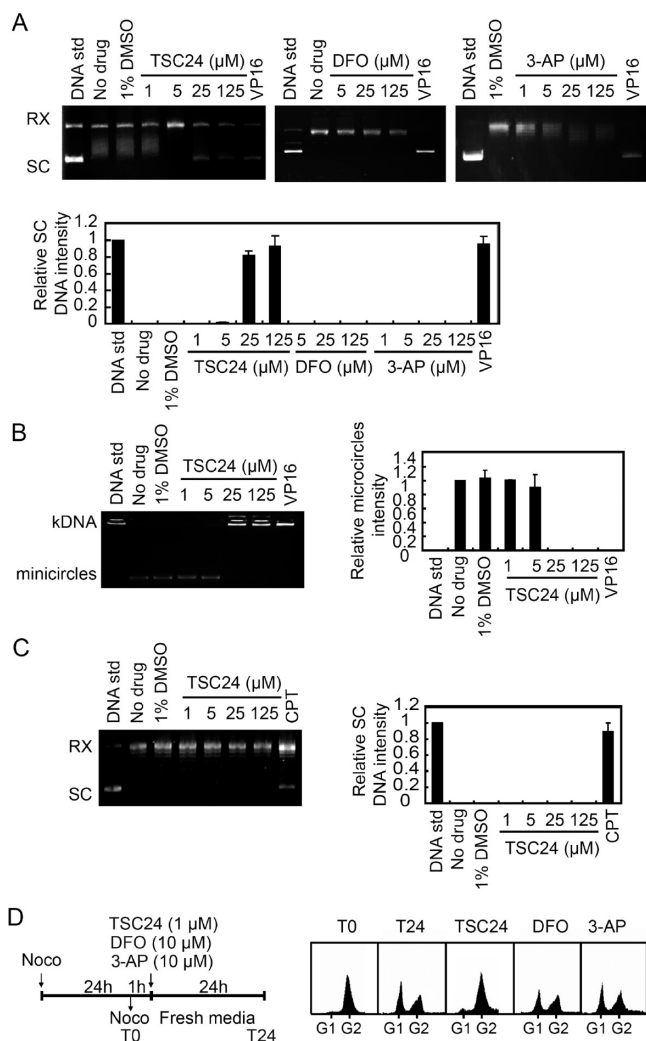 A
DNA std
No drug
1% DMSO
TSC24 (µM)
1 5 25 125
VP16
RX
SC
DNA std
No drug
DFO (µM)
5 25 25 125
VP16
DNA std
1% DMSO
3-AP (µM)
1 5 25 125
VP16
Relative SC
DNA intensity
1.2
1
0.8
0.6
0.4
0.2
0
DNA std
No drug
1% DMSO
1 5 25 125
TSC24 (µM)
5 25 25 125
DFO (µM)
1 5 25 125
3-AP (µM)
VP16
B
DNA std
No drug
1% DMSO
TSC24 (µM)
1 5 25 125
VP16
kDNA
minicircles
Relative microcircles
intensity
1.4
1.2
1
0.8
0.6
0.4
0.2
0
DNA std
No drug
1% DMSO
1 5 25 125
TSC24 (µM)
VP16
C
DNA std
No drug
1% DMSO
TSC24 (µM)
1 5 25 125
CPT
RX
SC
Relative SC
DNA intensity
1.2
1
0.8
0.6
0.4
0.2
0
DNA std
No drug
1% DMSO
1 5 25 125
TSC24 (µM)
CPT
D
TSC24 (1 µM)
DFO (10 µM)
3-AP (10 µM)
Noco
24h 1h 24h
Noco Fresh media
T0 T24
T0 T24 TSC24 DFO 3-AP
G1 G2 G1 G2 G1 G2 G1 G2 G1 G2